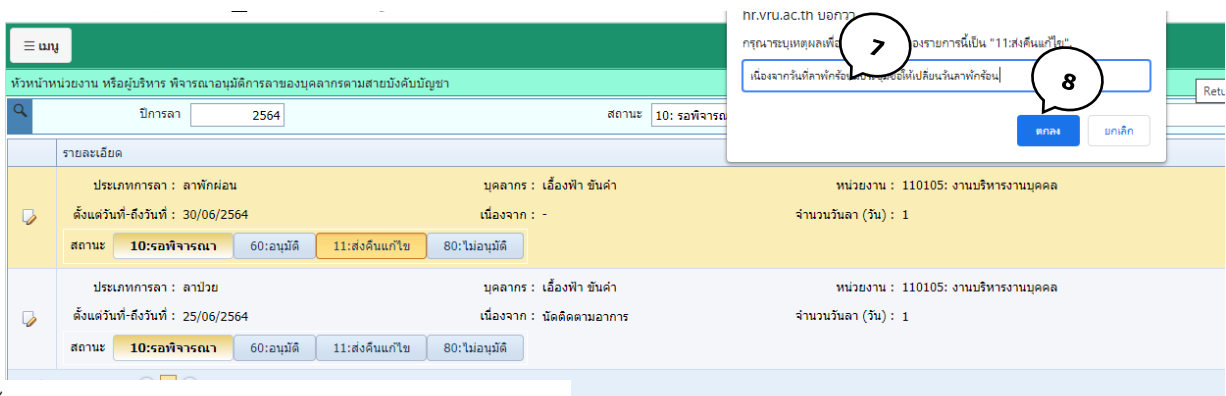 hr.vru.ac.th บอกว่า
☰ เมนู
กรุณาระบุเหตุผลเพื่อ 7 ของรายการนี้เป็น "11:ส่งคืนแก้ไข".
เนื่องจากวันที่ลาพักร้อน ให้เปลี่ยนวันลาพักร้อน 8
ตกลง ยกเลิก
หัวหน้าหน่วยงาน หรือผู้บริหาร พิจารณาอนุมัติการลาของบุคลากรตามสายบังคับบัญชา
Retu
ปีการลา 2564 สถานะ 10: รอพิจารณ
รายละเอียด
ประเภทการลา : ลาพักผ่อน บุคลากร : เอื้องฟ้า ขันคำ หน่วยงาน : 110105: งานบริหารงานบุคคล
ตั้งแต่วันที่-ถึงวันที่ : 30/06/2564 เนื่องจาก : - จำนวนวันลา (วัน) : 1
สถานะ 10:รอพิจารณา 60:อนุมัติ 11:ส่งคืนแก้ไข 80:ไม่อนุมัติ
ประเภทการลา : ลาป่วย บุคลากร : เอื้องฟ้า ขันคำ หน่วยงาน : 110105: งานบริหารงานบุคคล
ตั้งแต่วันที่-ถึงวันที่ : 25/06/2564 เนื่องจาก : นัดติดตามอาการ จำนวนวันลา (วัน) : 1
สถานะ 10:รอพิจารณา 60:อนุมัติ 11:ส่งคืนแก้ไข 80:ไม่อนุมัติ